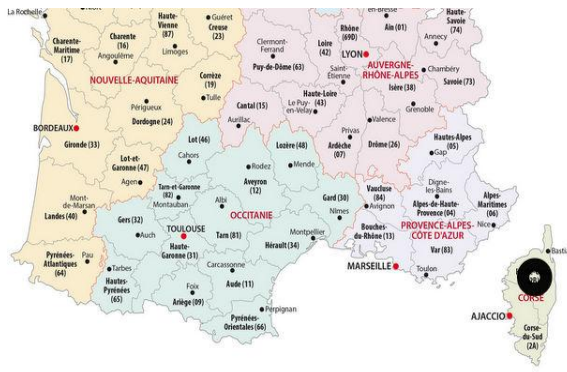 La Rochelle
Haute-
Vienne
(87)
Guéret
Creuse
(23)
Rhône
(69D)
en-Bresse
Ain (01)
Haute-
Savoie
(74)
Charente-
Maritime
(17)
Charente
(16)
Angoulême
Limoges
Clermont-
Ferrand
Loire
(42)
LYON
Annecy
NOUVELLE-AQUITAINE
Corrèze
(19)
Puy-de-Dôme (63)
Saint-
Étienne
AUVERGNE-
RHÔNE-ALPES
Chambéry
Savoie (73)
Isère (38)
Périgueux
Tulle
Cantal (15)
Haute-Loire
(43)
Le Puy-
en-Velay
Grenoble
BORDEAUX
Dordogne (24)
Aurillac
Valence
Gironde (33)
Lot (46)
Privas
Ardèche
(07)
Drôme (26)
Hautes-Alpes
(05)
Gap
Lot-et-
Garonne
(47)
Cahors
Lozère (48)
Rodez
Mende
Agen
Tarn-et-Garonne
(82)
Montauban
Aveyron
(12)
Vaucluse
(84)
Avignon
Digne-
les-Bains
Alpes-
Maritimes
(06)
Mont-
de-Marsan
Landes (40)
Albi
Gard (30)
Nîmes
Alpes-de-Haute-
Provence (04)
Gers (32)
OCCITANIE
Nice
Auch
TOULOUSE
Tarn (81)
Montpellier
Bouches-
du-Rhône (13)
PROVENCE-ALPES-
CÔTE D'AZUR
Haute-
Garonne (31)
Hérault (34)
Var (83)
Pyrénées-
Atlantiques
(64)
Pau
Tarbes
Carcassonne
MARSEILLE
Toulon
Hautes-
Pyrénées
(65)
Foix
Ariège (09)
Aude (11)
Perpignan
Pyrénées-
Orientales (66)
CORSE
AJACCIO
Corse-
du-Sud
(2A)